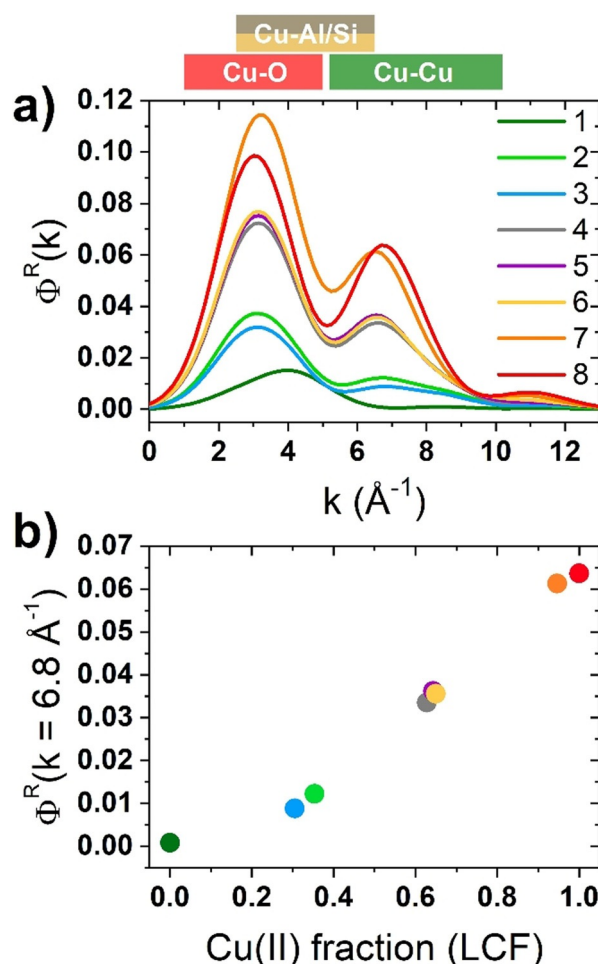 Cu-Al/Si
Cu-O Cu-Cu
a)
0.12
0.10
0.08
0.06
0.04
0.02
0.00
Φᴿ(k)
1
2
3
4
5
6
7
8
0 2 4 6 8 10 12
k (Å⁻¹)
b)
0.07
0.06
0.05
0.04
0.03
0.02
0.01
0.00
Φᴿ(k = 6.8 Å⁻¹)
0.0 0.2 0.4 0.6 0.8 1.0
Cu(II) fraction (LCF)